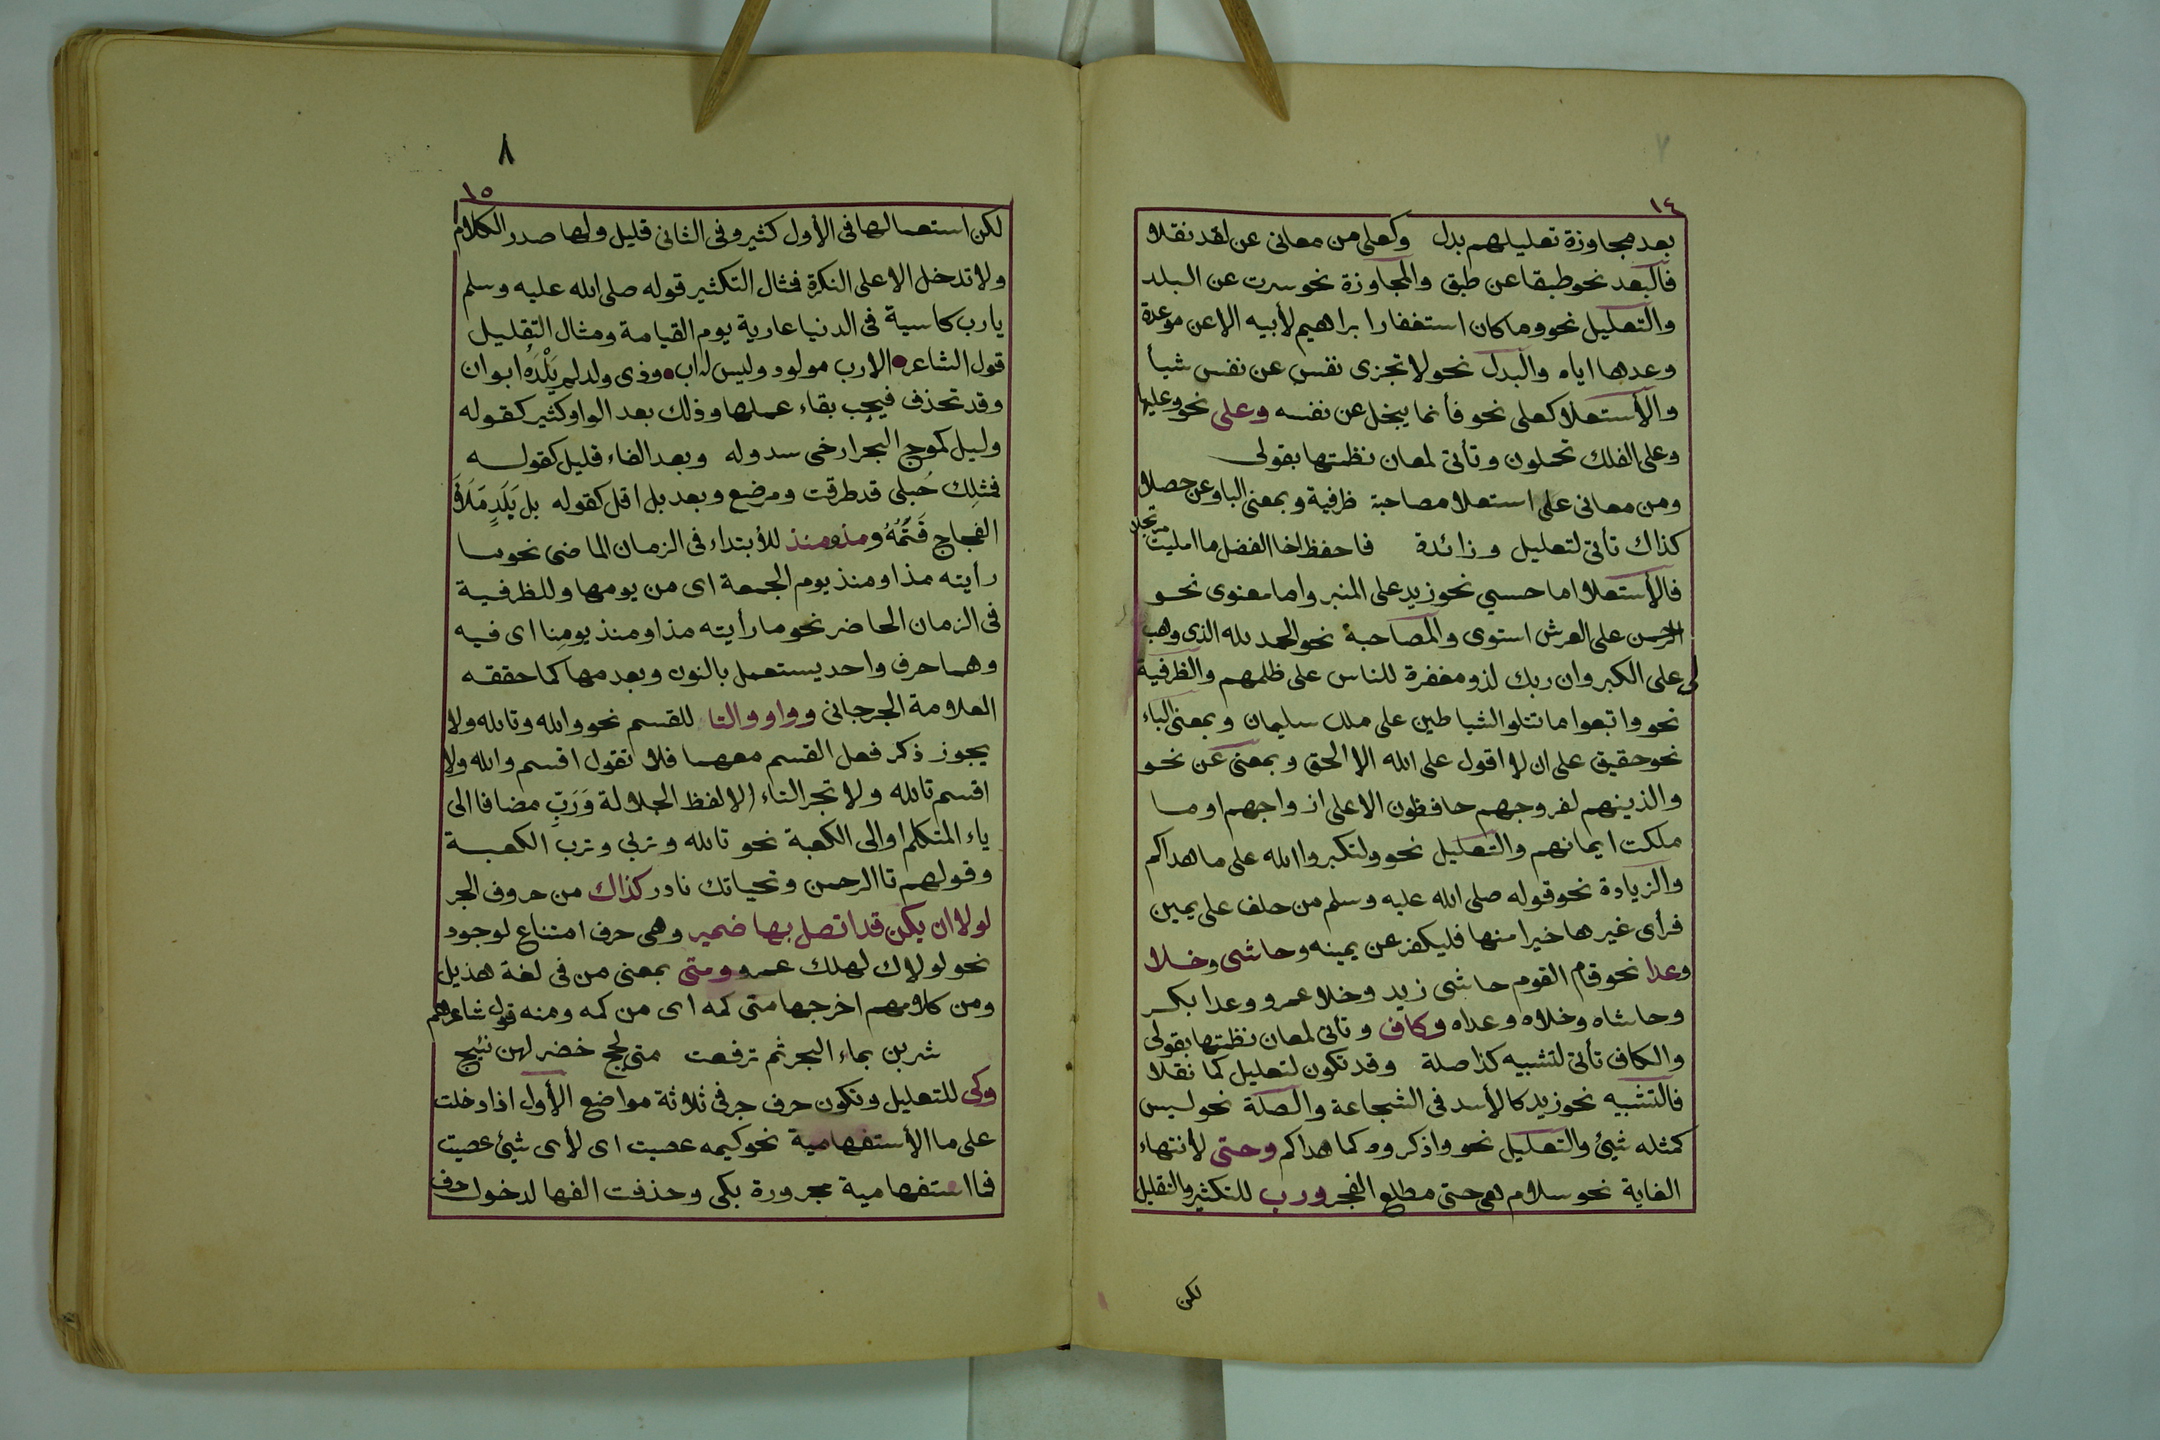 ٧
١٤
بعد مجاوزة تعليلهم بدل وكعلى من معانى عن لقد نقلا
فالبعد نحو طبقا عن طبق والمجاوزة نحو سرت عن البلد
والتعليل نحو وما كان استغفار ابراهيم لأبيه الا عن موعدة
وعدها اياه والبدل نحو لا تجزى نفس عن نفس شيأ
والأستعلا كعلى نحو فأنما يبخل عن نفسه وعلى نحو وعليها
وعلى الفلك تحملون وتأتى لمعان نظمتها بقولى
ومن معانى على استعلا مصاحبة ظرفية وبمعنى البا وعن حصلا
كذاك تأتى لتعليل وزائدة فاحفظ اخا الفضل ما امليت مرتجلا
فالأستعلا اما حسي نحو زيد على المنبر واما معنوى نحو
الرحمن على العرش استوى والمصاحبة نحو الحمد لله الذى وهب
لى على الكبر وان ربك لذو مغفرة للناس على ظلمهم والظرفية
نحو واتبعوا ما تتلو الشياطين على ملك سليمان وبمعنى الباء
نحو حقيق على ان لا اقول على الله الا الحق وبمعنى عن نحو
والذينهم لفروجهم حافظون الا على ازواجهم او ما
ملكت ايمانهم والتعليل نحو ولتكبروا الله على ما هداكم
والزيادة نحو قوله صلى الله عليه وسلم من حلف على يمين
فرأى غيرها خيرا منها فليكفر عن يمينه وحاشى وخلا
وعدا نحو قام القوم حاشى زيد وخلا عمرو وعدا بكر
وحاشاه وخلاه وعداه وكاف وتأتى لمعان نظمتها بقولى
والكاف تأتى لتشبيه كذا صلة وقد تكون لتعليل كما نقلا
فالتشبيه نحو زيد كالأسد فى الشجاعة والصلة نحو ليس
كمثله شيئ والتعليل نحو واذكروه كما هداكم وحتى لأنتهاء
الغاية نحو سلام هى حتى مطلع الفجر ورب للتكثير والتقليل
لكن
٨
١٥
لكن استعمالها فى الأول كثير وفى الثانى قليل ولها صدر الكلام
ولا تدخل الا على النكرة فمثال التكثير قوله صلى الله عليه وسلم
يا رب كاسية فى الدنيا عارية يوم القيامة ومثال التقليل
قول الشاعر الا رب مولود وليس له اب وذى ولد لم يَلْدَهُ ابوان
وقد تحذف فيجب بقاء عملها وذلك بعد الواو كثير كقوله
وليل كموج البحر ارخى سدوله وبعد الفاء قليل كقوله
فمثلِك حُبلى قد طرقت ومرضع وبعد بل اقل كقوله بل بَلَدٍ مَلَاءُ
الفجاج قَتَمُهُ ومذ ومنذ للأبتداء فى الزمان الماضى نحو ما
رأيته مذ او منذ يوم الجمعة اى من يومها وللظرفية
فى الزمان الحاضر نحو ما رأيته مذ او منذ يومنا اى فيه
وهما حرف واحد يستعمل بالنون وبعدمها كما حققه
العلامة الجرجانى وواو والتاء للقسم نحو والله وتالله ولا
يجوز ذكر فعل القسم معهما فلا تقول اقسم والله ولا
اقسم تالله ولا تجر التاء الا لفظ الجلالة وَرَبِّ مضافا الى
ياء المتكلم او الى الكعبة نحو تالله وتربي وترب الكعبة
وقولهم تا الرحمن وتحياتك نادر كذاك من حروف الجر
لولا ان يكن قد اتصل بها ضمير وهى حرف امتناع لوجود
نحو لولاك لهلك عمرو ومتى بمعنى من فى لغة هذيل
ومن كلامهم اخرجها متى كمه اى من كمه ومنه قول شاعرهم
شربن بماء البحر ثم ترفعت متى لجج خضر لهن نئيج
وكى للتعليل وتكون حرف جر فى ثلاثة مواضع الأول اذا دخلت
على ما الأستفهامية نحو كيمه عصيت اى لأى شيئ عصيت
فما استفهامية مجرورة بكى وحذفت الفها لدخول حرف